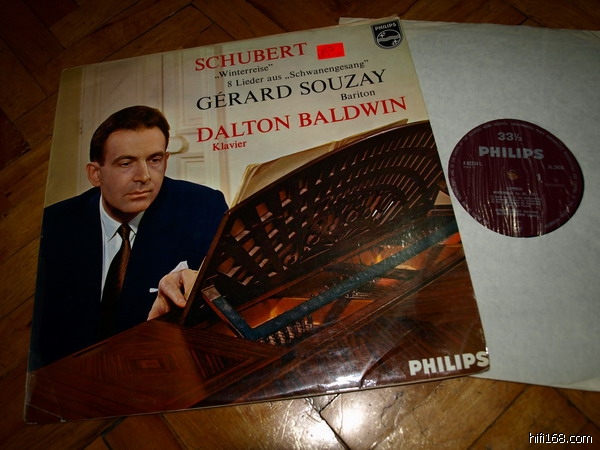 SCHUBERT
„Winterreise"
8 Lieder aus „Schwanengesang"
GÉRARD SOUZAY
Bariton
DALTON BALDWIN
Klavier
PHILIPS
PHILIPS
33⅓
PHILIPS
1
hifi168.com